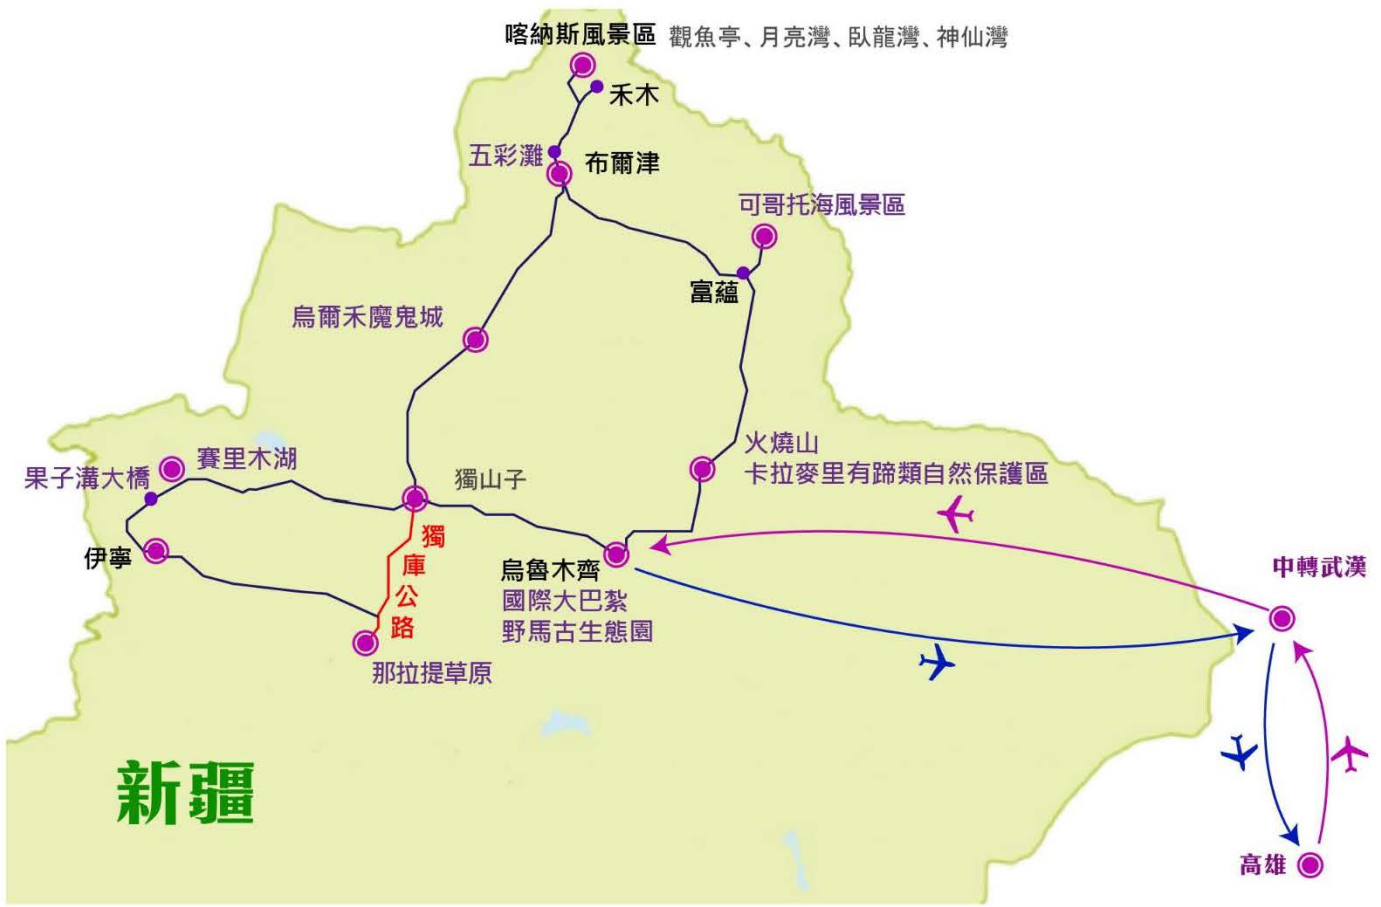 喀納斯風景區 觀魚亭、月亮灣、臥龍灣、神仙灣
禾木
五彩灘
布爾津
可哥托海風景區
富蘊
烏爾禾魔鬼城
火燒山
卡拉麥里有蹄類自然保護區
賽里木湖
果子溝大橋
獨山子
伊寧
獨庫公路
烏魯木齊
國際大巴紮
野馬古生態園
中轉武漢
那拉提草原
新疆
高雄